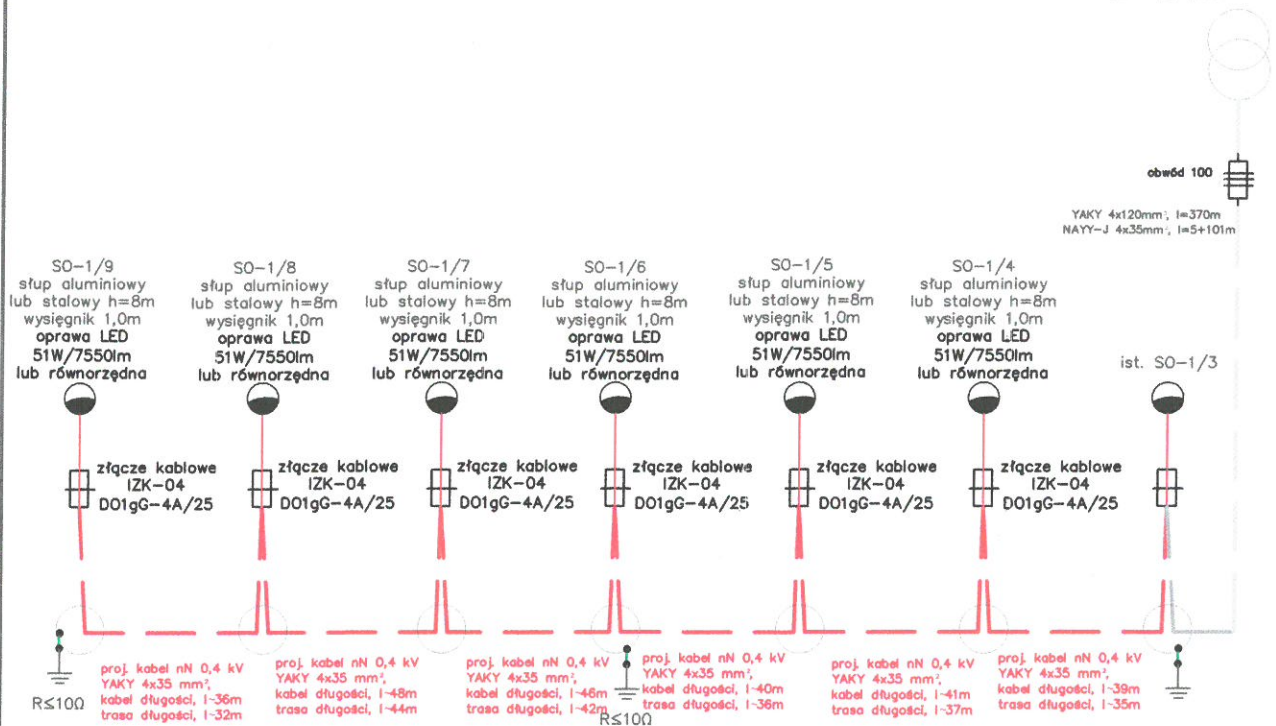 obwód 100
YAKY 4x120mm², l=370m
NAYY-J 4x35mm², l=5+101m
SO-1/9
słup aluminiowy
lub stalowy h=8m
wysięgnik 1,0m
oprawa LED
51W/7550lm
lub równorzędna
SO-1/8
słup aluminiowy
lub stalowy h=8m
wysięgnik 1,0m
oprawa LED
51W/7550lm
lub równorzędna
SO-1/7
słup aluminiowy
lub stalowy h=8m
wysięgnik 1,0m
oprawa LED
51W/7550lm
lub równorzędna
SO-1/6
słup aluminiowy
lub stalowy h=8m
wysięgnik 1,0m
oprawa LED
51W/7550lm
lub równorzędna
SO-1/5
słup aluminiowy
lub stalowy h=8m
wysięgnik 1,0m
oprawa LED
51W/7550lm
lub równorzędna
SO-1/4
słup aluminiowy
lub stalowy h=8m
wysięgnik 1,0m
oprawa LED
51W/7550lm
lub równorzędna
ist. SO-1/3
złącze kablowe
IZK-04
D01gG-4A/25
złącze kablowe
IZK-04
D01gG-4A/25
złącze kablowe
IZK-04
D01gG-4A/25
złącze kablowe
IZK-04
D01gG-4A/25
złącze kablowe
IZK-04
D01gG-4A/25
złącze kablowe
IZK-04
D01gG-4A/25
R≤10Ω
proj. kabel nN 0,4 kV
YAKY 4x35 mm²,
kabel długości, l~36m
trasa długości, l~32m
proj. kabel nN 0,4 kV
YAKY 4x35 mm²,
kabel długości, l~48m
trasa długości, l~44m
proj. kabel nN 0,4 kV
YAKY 4x35 mm²,
kabel długości, l~46m
trasa długości, l~42m
R≤10Ω
proj. kabel nN 0,4 kV
YAKY 4x35 mm²,
kabel długości, l~40m
trasa długości, l~36m
proj. kabel nN 0,4 kV
YAKY 4x35 mm²,
kabel długości, l~41m
trasa długości, l~37m
proj. kabel nN 0,4 kV
YAKY 4x35 mm²,
kabel długości, l~39m
trasa długości, l~35m